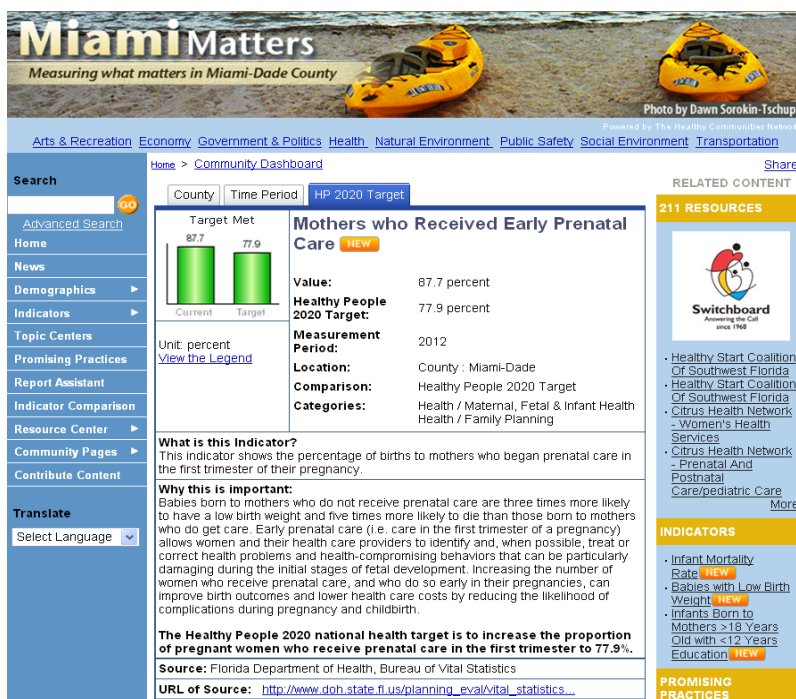 Miami Matters
Measuring what matters in Miami-Dade County
Photo by Dawn Sorokin-Tschup
Powered by The Healthy Communities Network
Arts & Recreation Economy Government & Politics Health Natural Environment Public Safety Social Environment Transportation
Search
GO
Advanced Search
Home
News
Demographics
Indicators
Topic Centers
Promising Practices
Report Assistant
Indicator Comparison
Resource Center
Community Pages
Contribute Content
Translate
Select Language
Home > Community Dashboard
Share
County
Time Period
HP 2020 Target
Target Met
87.7
77.9
Current
Target
Unit: percent
View the Legend
Mothers who Received Early Prenatal
Care NEW
Value: 87.7 percent
Healthy People
2020 Target: 77.9 percent
Measurement
Period: 2012
Location: County : Miami-Dade
Comparison: Healthy People 2020 Target
Categories: Health / Maternal, Fetal & Infant Health
Health / Family Planning
What is this Indicator?
This indicator shows the percentage of births to mothers who began prenatal care in
the first trimester of their pregnancy.
Why this is important:
Babies born to mothers who do not receive prenatal care are three times more likely
to have a low birth weight and five times more likely to die than those born to mothers
who do get care. Early prenatal care (i.e. care in the first trimester of a pregnancy)
allows women and their health care providers to identify and, when possible, treat or
correct health problems and health-compromising behaviors that can be particularly
damaging during the initial stages of fetal development. Increasing the number of
women who receive prenatal care, and who do so early in their pregnancies, can
improve birth outcomes and lower health care costs by reducing the likelihood of
complications during pregnancy and childbirth.
The Healthy People 2020 national health target is to increase the proportion
of pregnant women who receive prenatal care in the first trimester to 77.9%.
Source: Florida Department of Health, Bureau of Vital Statistics
URL of Source: http://www.doh.state.fl.us/planning_eval/vital_statistics...
RELATED CONTENT
211 RESOURCES
Switchboard
Answering the Call
since 1968
Healthy Start Coalition
Of Southwest Florida
Healthy Start Coalition
Of Southwest Florida
Citrus Health Network
- Women's Health
Services
Citrus Health Network
- Prenatal And
Postnatal
Care/pediatric Care
More
INDICATORS
Infant Mortality
Rate NEW
Babies with Low Birth
Weight NEW
Infants Born to
Mothers >18 Years
Old with <12 Years
Education NEW
PROMISING
PRACTICES